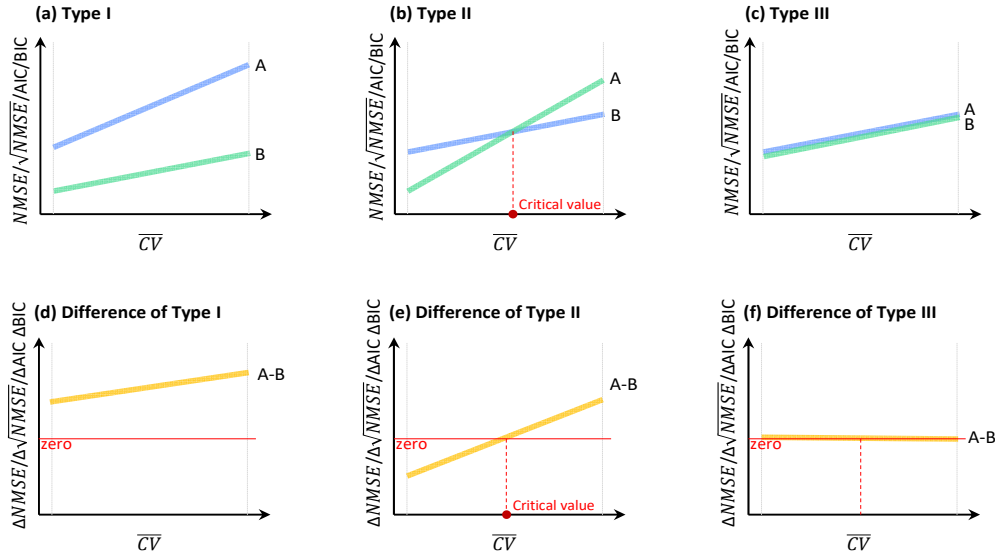 (a) Type I
NMSE/√NMSE/AIC/BIC
A
B
CV̅
(b) Type II
NMSE/√NMSE/AIC/BIC
A
B
Critical value
CV̅
(c) Type III
NMSE/√NMSE/AIC/BIC
A
B
CV̅
(d) Difference of Type I
ΔNMSE/Δ√NMSE/ΔAIC ΔBIC
A-B
zero
CV̅
(e) Difference of Type II
ΔNMSE/Δ√NMSE/ΔAIC ΔBIC
A-B
zero
Critical value
CV̅
(f) Difference of Type III
ΔNMSE/Δ√NMSE/ΔAIC ΔBIC
A-B
zero
CV̅